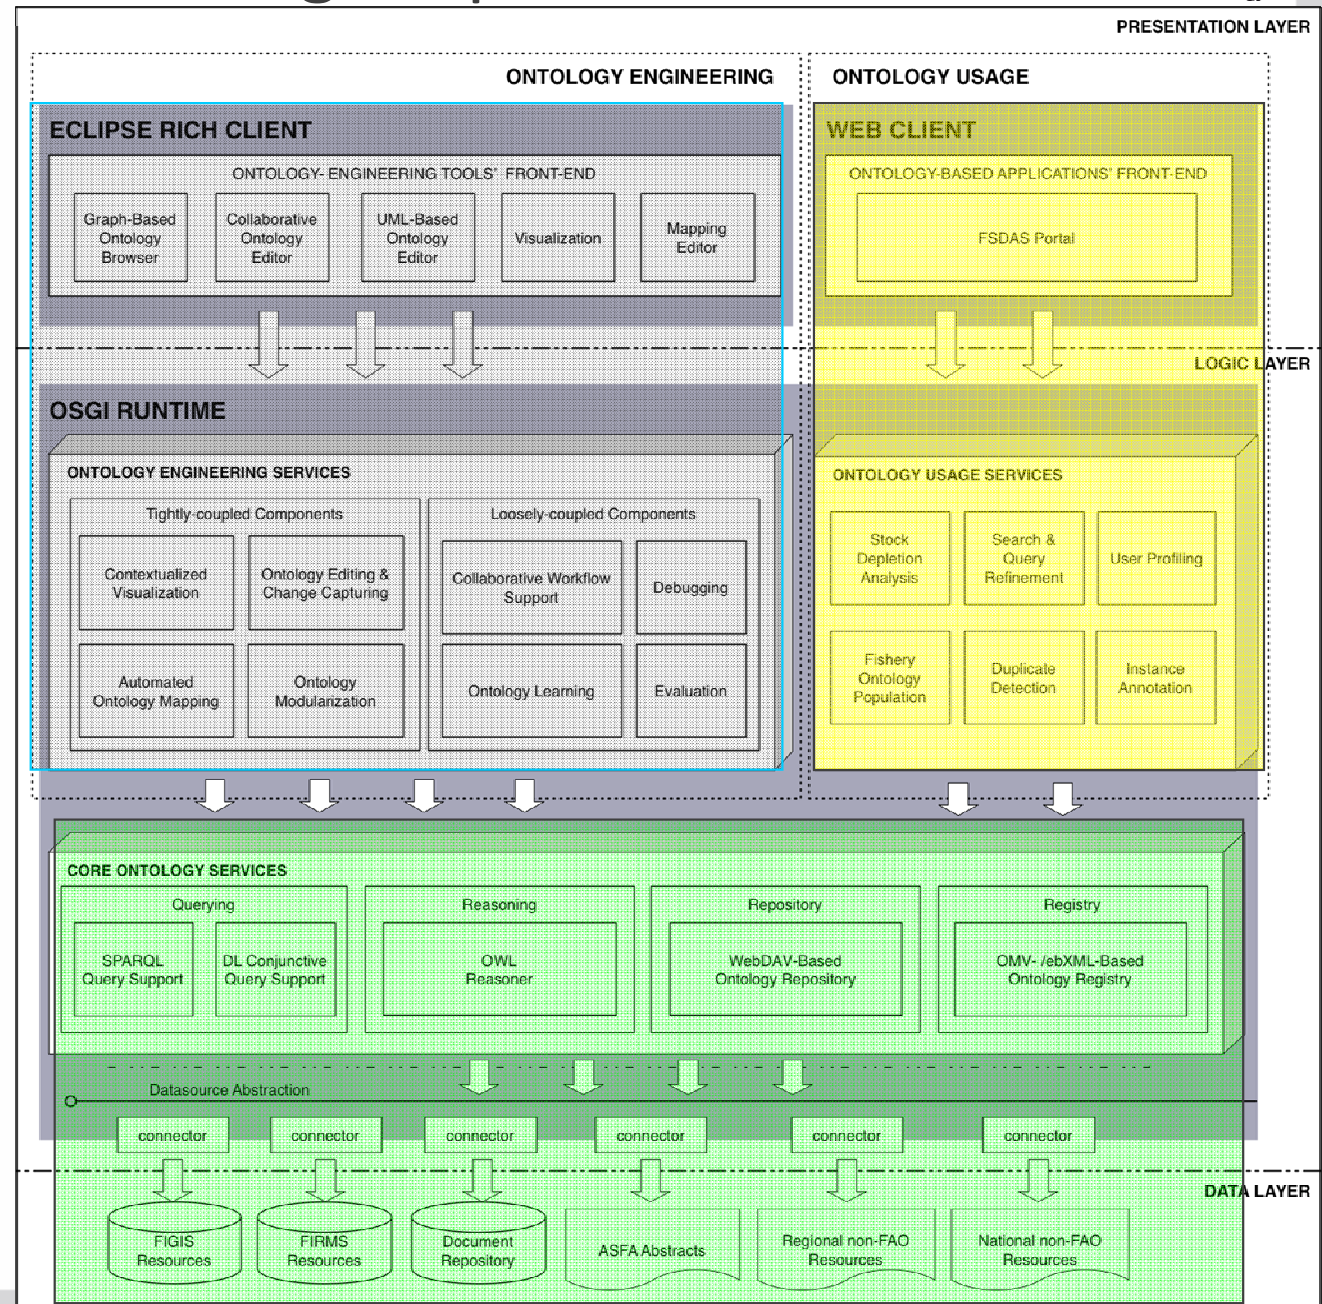 PRESENTATION LAYER
ONTOLOGY ENGINEERING
ONTOLOGY USAGE
ECLIPSE RICH CLIENT
WEB CLIENT
ONTOLOGY- ENGINEERING TOOLS' FRONT-END
ONTOLOGY-BASED APPLICATIONS' FRONT-END
Graph-Based
Ontology
Browser
Collaborative
Ontology
Editor
UML-Based
Ontology
Editor
Visualization
Mapping
Editor
FSDAS Portal
LOGIC LAYER
OSGI RUNTIME
ONTOLOGY ENGINEERING SERVICES
Tightly-coupled Components
Contextualized
Visualization
Ontology Editing &
Change Capturing
Automated
Ontology Mapping
Ontology
Modularization
Loosely-coupled Components
Collaborative Workflow
Support
Debugging
Ontology Learning
Evaluation
ONTOLOGY USAGE SERVICES
Stock
Depletion
Analysis
Search &
Query
Refinement
User Profiling
Fishery
Ontology
Population
Duplicate
Detection
Instance
Annotation
CORE ONTOLOGY SERVICES
Querying
SPARQL
Query Support
DL Conjunctive
Query Support
Reasoning
OWL
Reasoner
Repository
WebDAV-Based
Ontology Repository
Registry
OMV- /ebXML-Based
Ontology Registry
Datasource Abstraction
connector
connector
connector
connector
connector
connector
DATA LAYER
FIGIS
Resources
FIRMS
Resources
Document
Repository
ASFA Abstracts
Regional non-FAO
Resources
National non-FAO
Resources